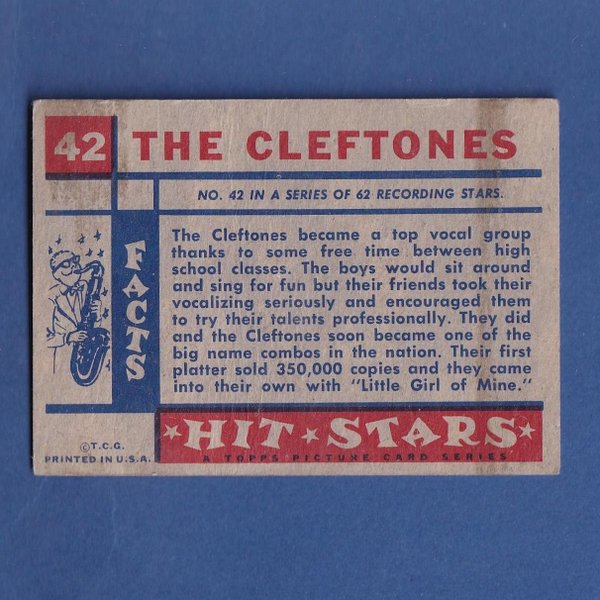 42 THE CLEFTONES
NO. 42 IN A SERIES OF 62 RECORDING STARS.
FACTS
The Cleftones became a top vocal group
thanks to some free time between high
school classes. The boys would sit around
and sing for fun but their friends took their
vocalizing seriously and encouraged them
to try their talents professionally. They did
and the Cleftones soon became one of the
big name combos in the nation. Their first
platter sold 350,000 copies and they came
into their own with "Little Girl of Mine."
HIT STARS
A TOPPS PICTURE CARD SERIES
©T.C.G.
PRINTED IN U.S.A.